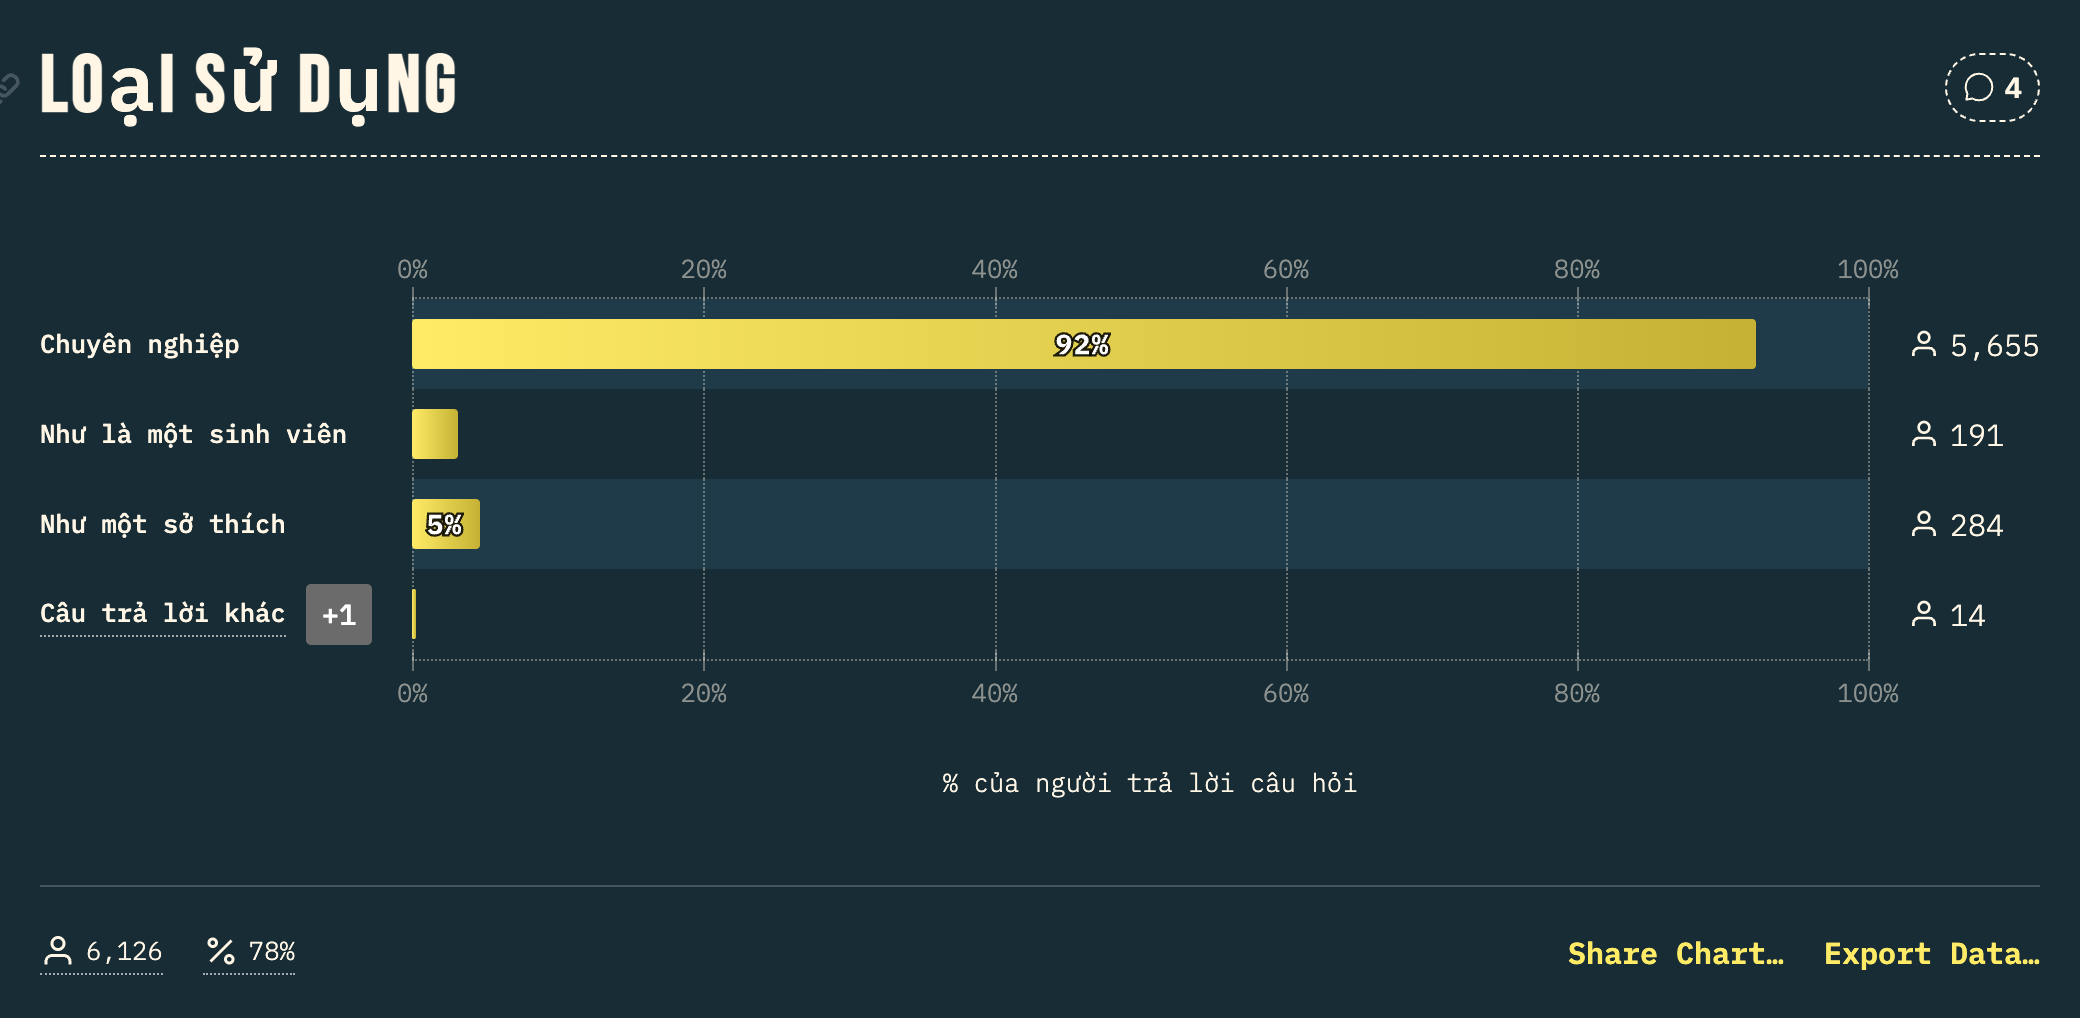 LOạI Sử DụNG
4
0% 20% 40% 60% 80% 100%
Chuyên nghiệp 92% 5,655
Như là một sinh viên 191
Như một sở thích 5% 284
Câu trả lời khác +1 14
0% 20% 40% 60% 80% 100%
% của người trả lời câu hỏi
6,126 % 78% Share Chart… Export Data…